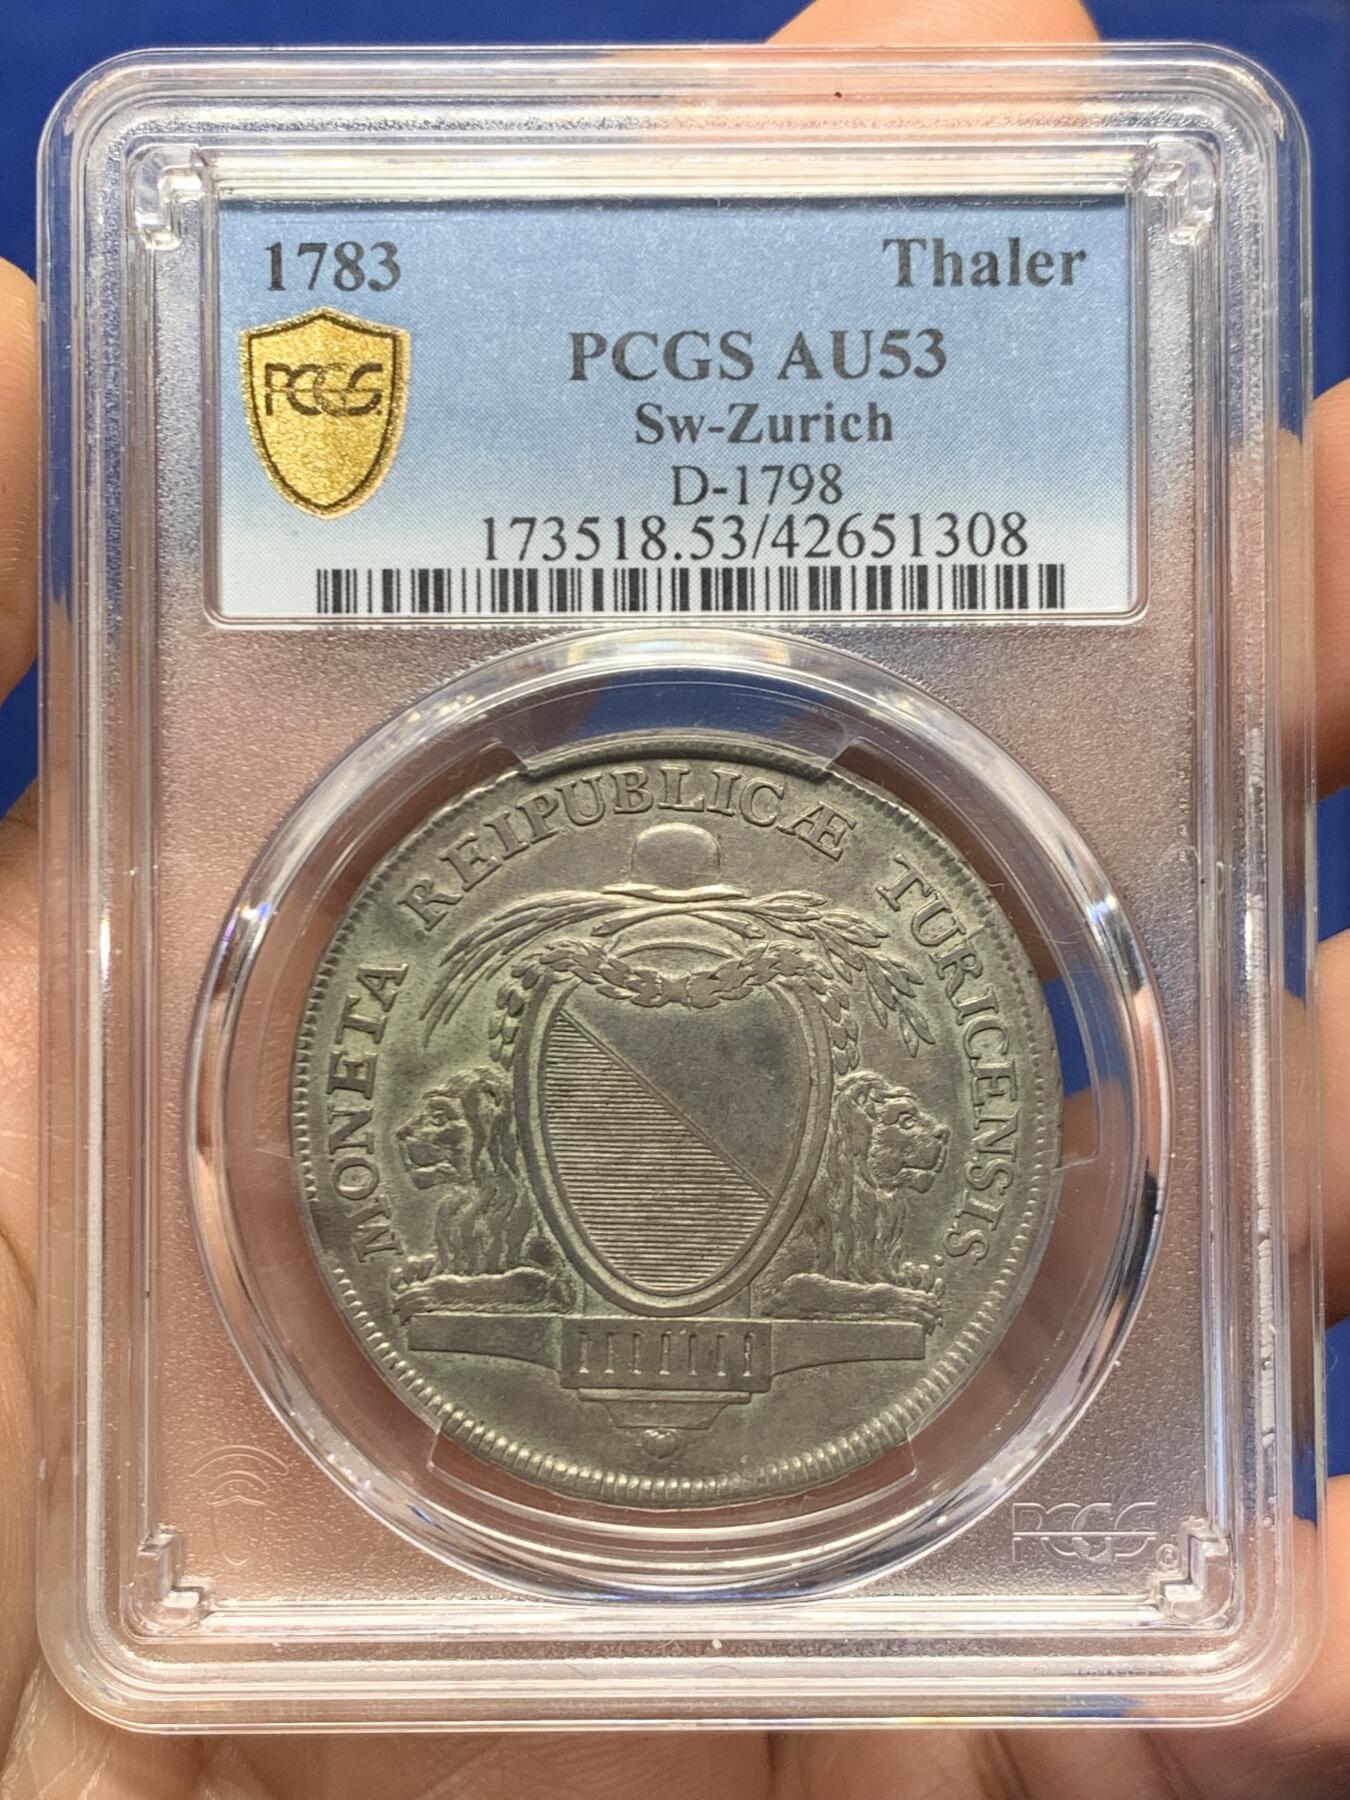 1783 Thaler
PCGS
PCGS AU53
Sw-Zurich
D-1798
173518.53/42651308
MONETA REIPUBLICÆ TURICENSIS.
PCGS®